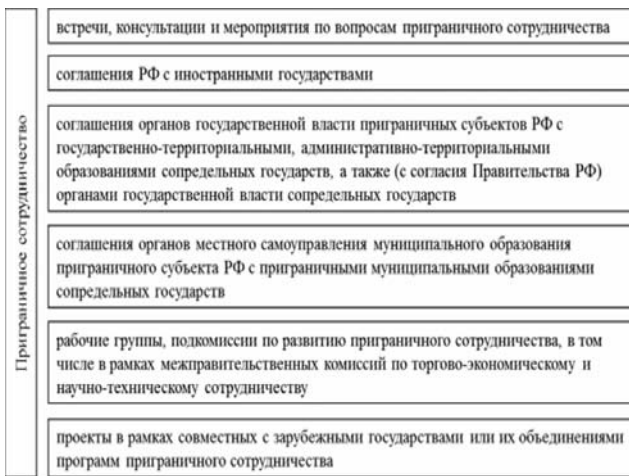 Приграничное сотрудничество
встречи, консультации и мероприятия по вопросам приграничного сотрудничества
соглашения РФ с иностранными государствами
соглашения органов государственной власти приграничных субъектов РФ с
государственно-территориальными, административно-территориальными
образованиями сопредельных государств, а также (с согласия Правительства РФ)
органами государственной власти сопредельных государств
соглашения органов местного самоуправления муниципального образования
приграничного субъекта РФ с приграничными муниципальными образованиями
сопредельных государств
рабочие группы, подкомиссии по развитию приграничного сотрудничества, в том
числе в рамках межправительственных комиссий по торгово-экономическому и
научно-техническому сотрудничеству
проекты в рамках совместных с зарубежными государствами или их объединениями
программ приграничного сотрудничества